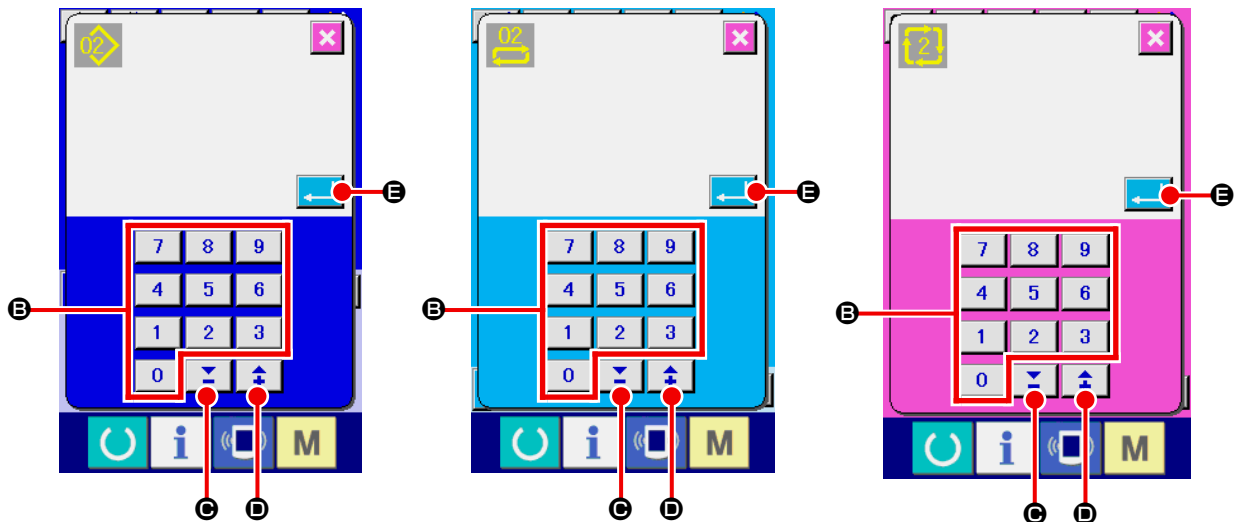 02 × 02 × 2 ×
E E E
7 8 9 7 8 9 7 8 9
4 5 6 4 5 6 4 5 6
B B B
1 2 3 1 2 3 1 2 3
0 0 0
i M i M i M
C D C D C D